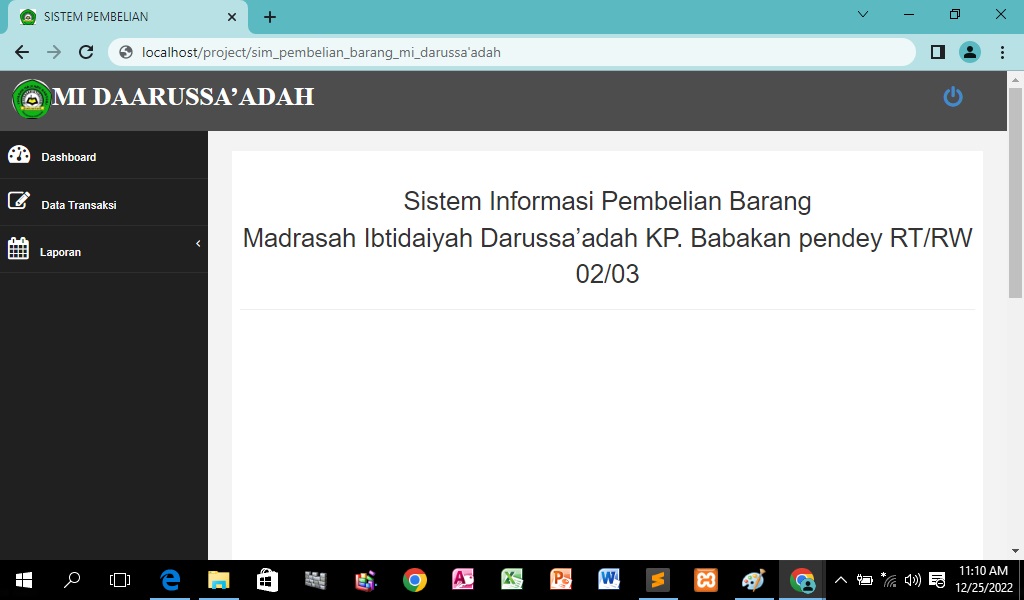 SISTEM PEMBELIAN
localhost/project/sim_pembelian_barang_mi_darussa'adah
MI DAARUSSA’ADAH
Dashboard
Data Transaksi
Laporan
Sistem Informasi Pembelian Barang
Madrasah Ibtidaiyah Darussa’adah KP. Babakan pendey RT/RW
02/03
11:10 AM
12/25/2022